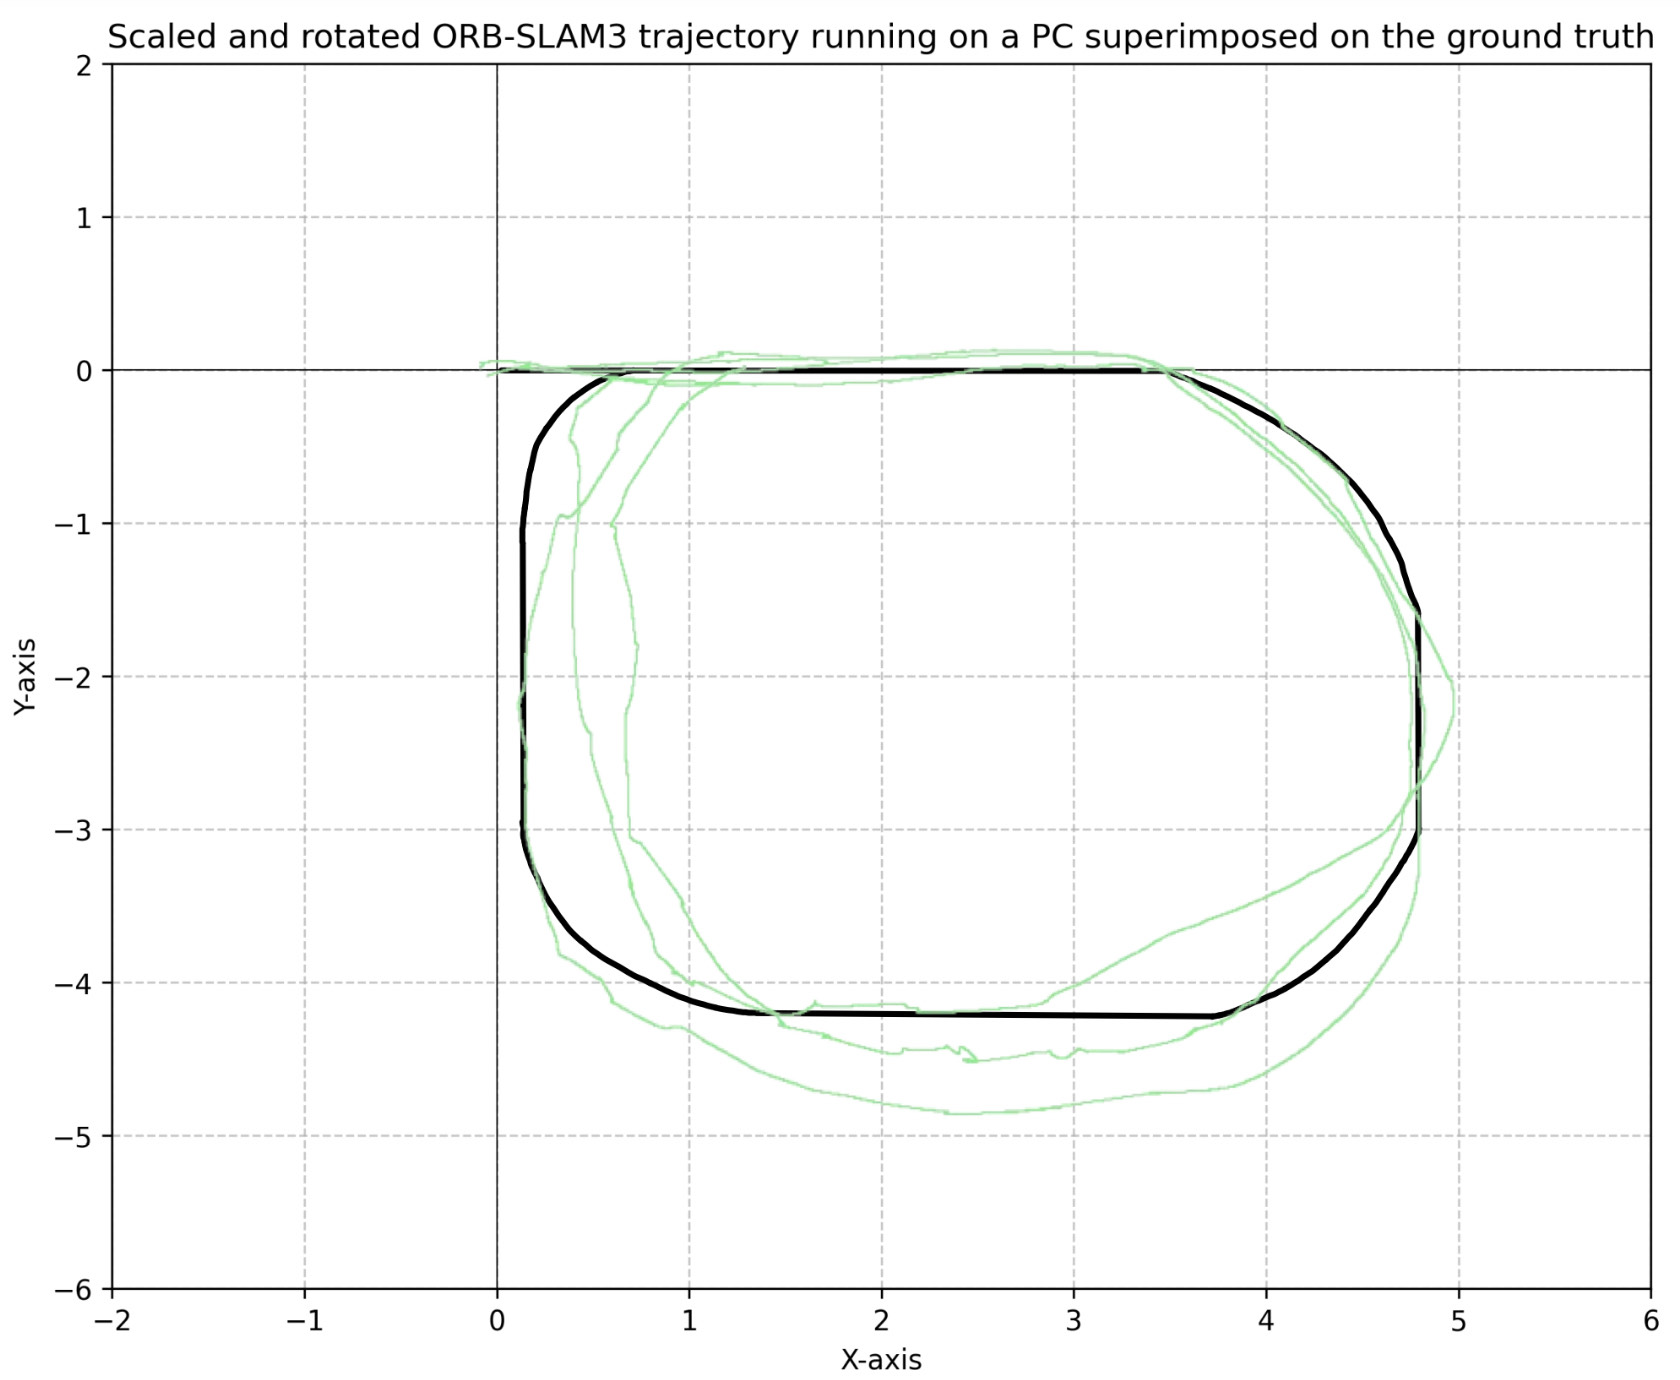 Scaled and rotated ORB-SLAM3 trajectory running on a PC superimposed on the ground truth
2
1
0
−1
−2
−3
−4
−5
−6
Y-axis
−2 −1 0 1 2 3 4 5 6
X-axis